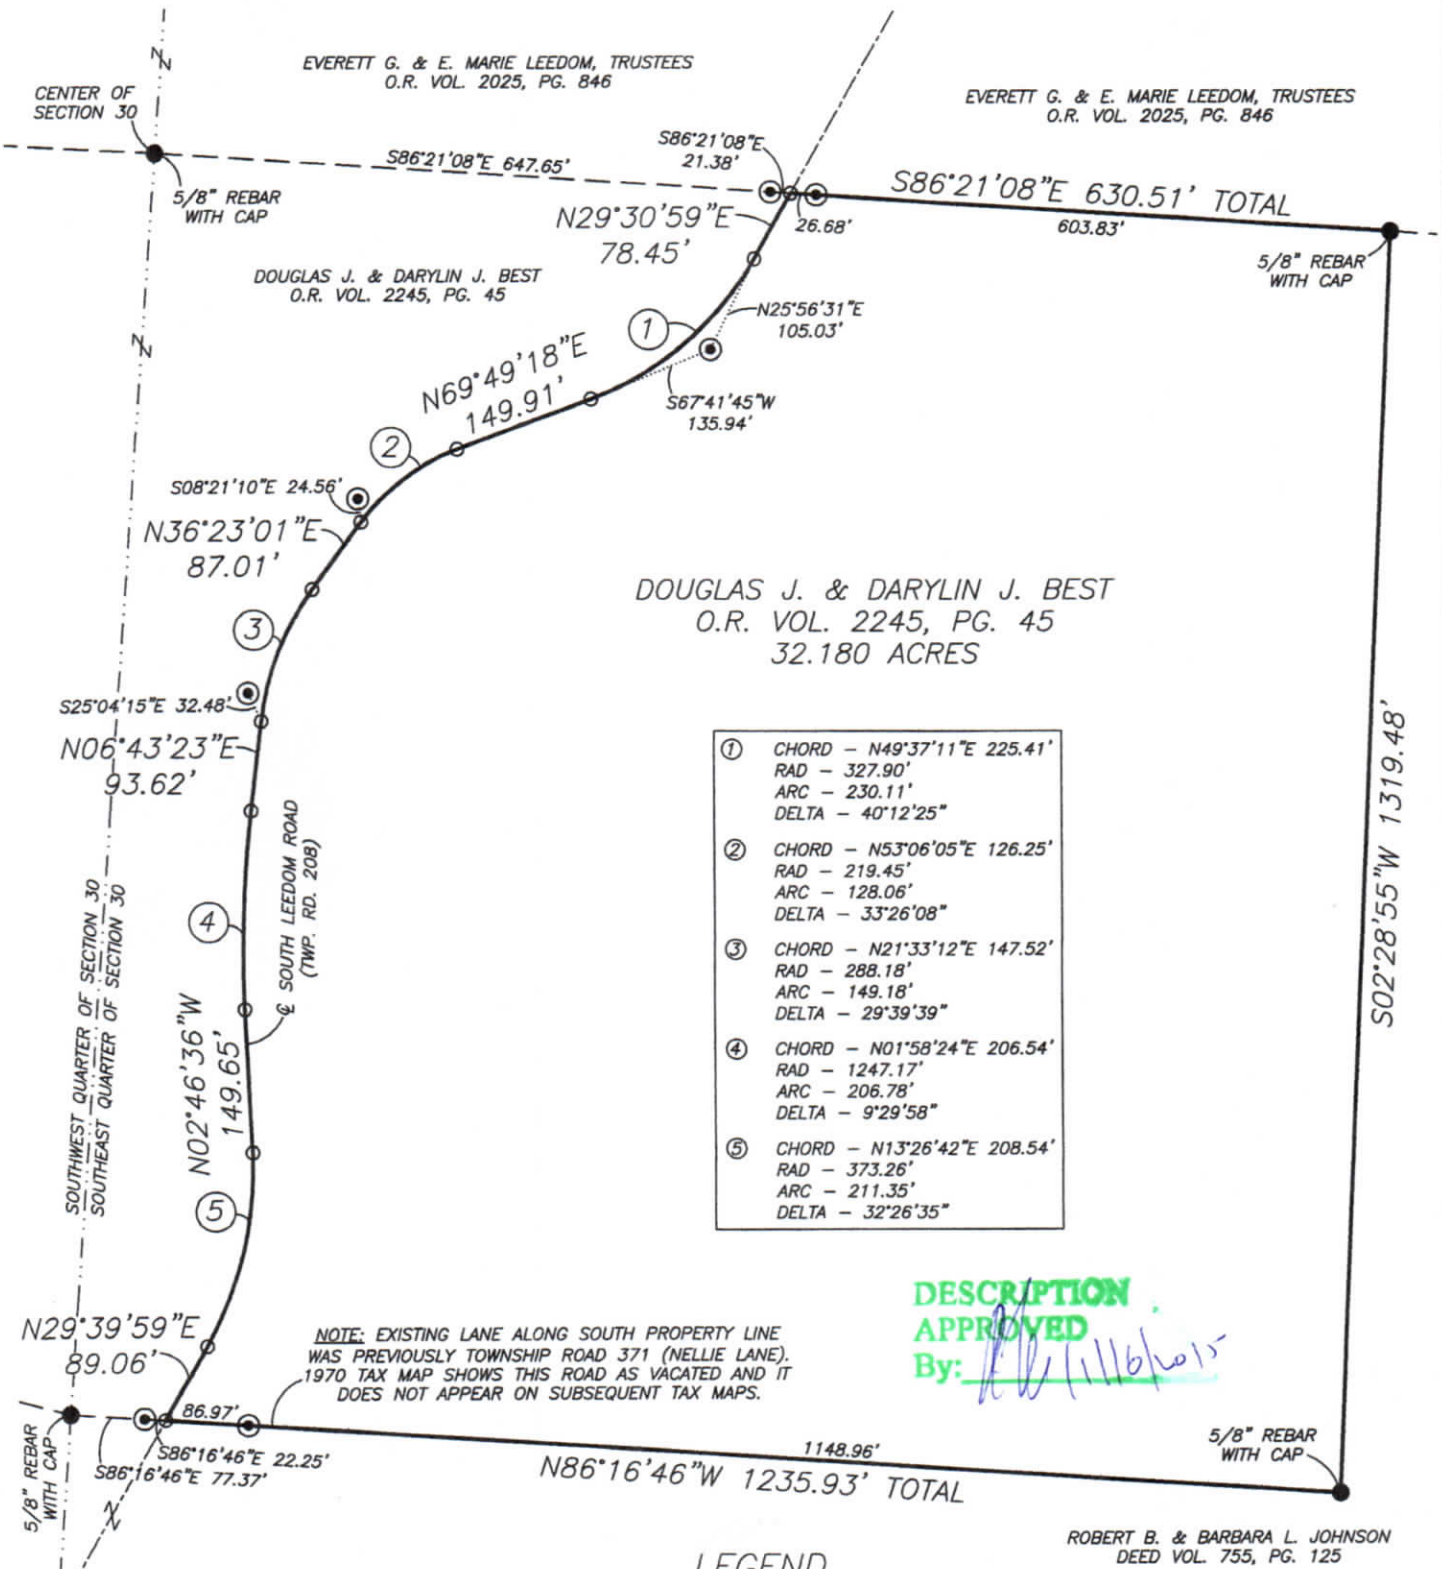 EVERETT G. & E. MARIE LEEDOM, TRUSTEES
O.R. VOL. 2025, PG. 846
EVERETT G. & E. MARIE LEEDOM, TRUSTEES
O.R. VOL. 2025, PG. 846
CENTER OF
SECTION 30
5/8" REBAR
WITH CAP
S86°21'08"E 647.65'
S86°21'08"E
21.38'
S86°21'08"E 630.51' TOTAL
26.68'
603.83'
5/8" REBAR
WITH CAP
N29°30'59"E
78.45'
DOUGLAS J. & DARYLIN J. BEST
O.R. VOL. 2245, PG. 45
N25°56'31"E
105.03'
1
N69°49'18"E
149.91'
S67°41'45"W
135.94'
2
S08°21'10"E 24.56'
N36°23'01"E
87.01'
DOUGLAS J. & DARYLIN J. BEST
O.R. VOL. 2245, PG. 45
32.180 ACRES
3
S25°04'15"E 32.48'
N06°43'23"E
93.62'
S02°28'55"W 1319.48'
1 CHORD – N49°37'11"E 225.41'
RAD – 327.90'
ARC – 230.11'
DELTA – 40°12'25"
2 CHORD – N53°06'05"E 126.25'
RAD – 219.45'
ARC – 128.06'
DELTA – 33°26'08"
3 CHORD – N21°33'12"E 147.52'
RAD – 288.18'
ARC – 149.18'
DELTA – 29°39'39"
4 CHORD – N01°58'24"E 206.54'
RAD – 1247.17'
ARC – 206.78'
DELTA – 9°29'58"
5 CHORD – N13°26'42"E 208.54'
RAD – 373.26'
ARC – 211.35'
DELTA – 32°26'35"
℄ SOUTH LEEDOM ROAD
(TWP. RD. 208)
4
SOUTHWEST QUARTER OF SECTION 30
SOUTHEAST QUARTER OF SECTION 30
N02°46'36"W
149.65'
5
DESCRIPTION
APPROVED
By: 1/16/2015
N29°39'59"E
89.06'
NOTE: EXISTING LANE ALONG SOUTH PROPERTY LINE
WAS PREVIOUSLY TOWNSHIP ROAD 371 (NELLIE LANE).
1970 TAX MAP SHOWS THIS ROAD AS VACATED AND IT
DOES NOT APPEAR ON SUBSEQUENT TAX MAPS.
86.97'
S86°16'46"E 22.25'
S86°16'46"E 77.37'
5/8" REBAR
WITH CAP
1148.96'
N86°16'46"W 1235.93' TOTAL
5/8" REBAR
WITH CAP
ROBERT B. & BARBARA L. JOHNSON
DEED VOL. 755, PG. 125
LEGEND